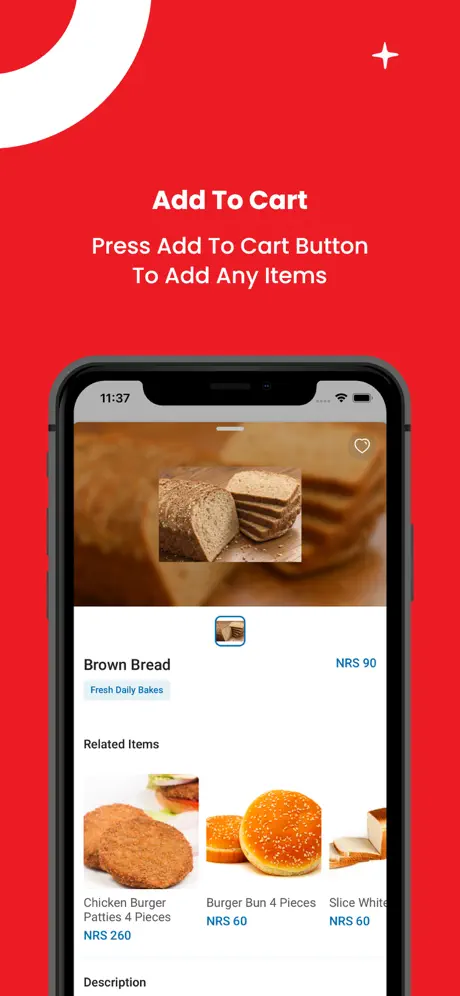 Add To Cart
Press Add To Cart Button
To Add Any Items
11:37
Brown Bread
NRS 90
Fresh Daily Bakes
Related Items
Chicken Burger
Patties 4 Pieces
NRS 260
Burger Bun 4 Pieces
NRS 60
Slice White
NRS 60
Description